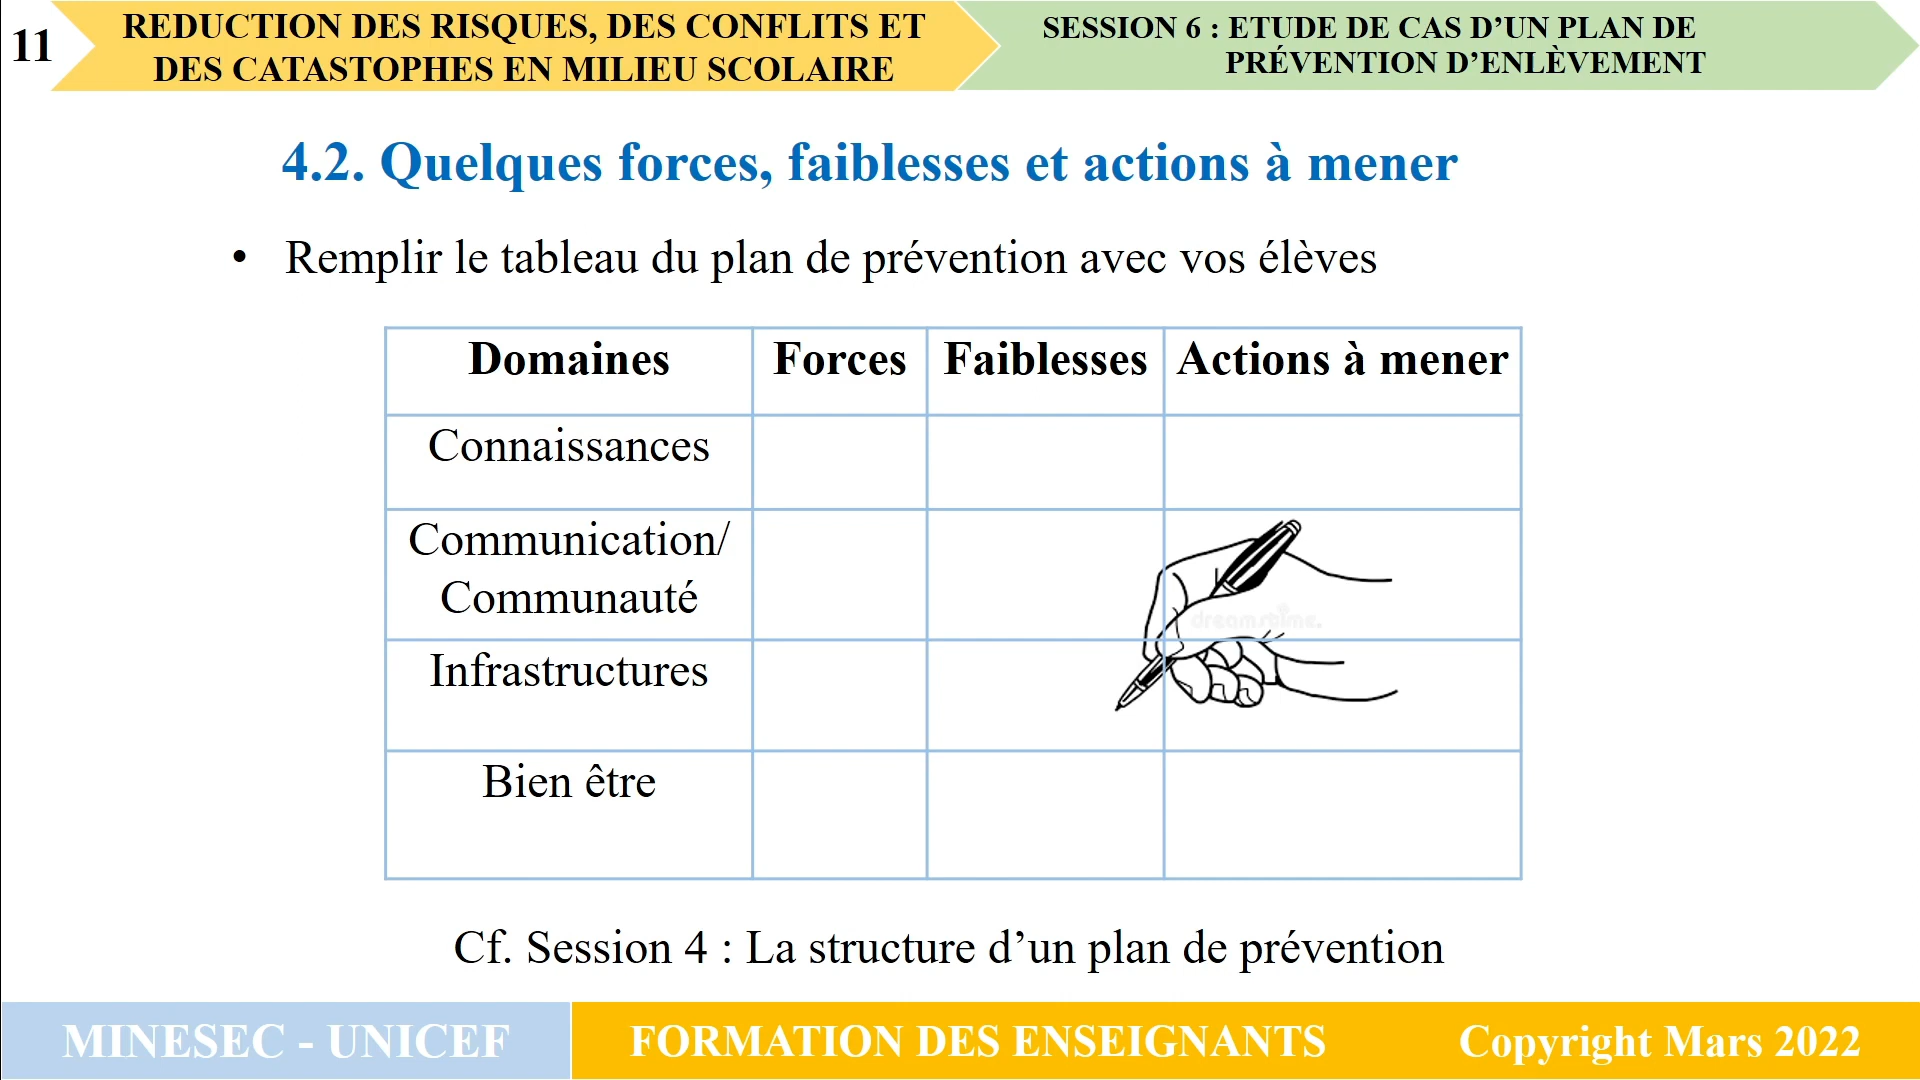 11
REDUCTION DES RISQUES, DES CONFLITS ET
DES CATASTOPHES EN MILIEU SCOLAIRE
SESSION 6 : ETUDE DE CAS D’UN PLAN DE
PRÉVENTION D’ENLÈVEMENT
4.2. Quelques forces, faiblesses et actions à mener
• Remplir le tableau du plan de prévention avec vos élèves
Domaines Forces Faiblesses Actions à mener
Connaissances
Communication/
Communauté
dreamstime.
Infrastructures
Bien être
Cf. Session 4 : La structure d’un plan de prévention
MINESEC - UNICEF FORMATION DES ENSEIGNANTS Copyright Mars 2022